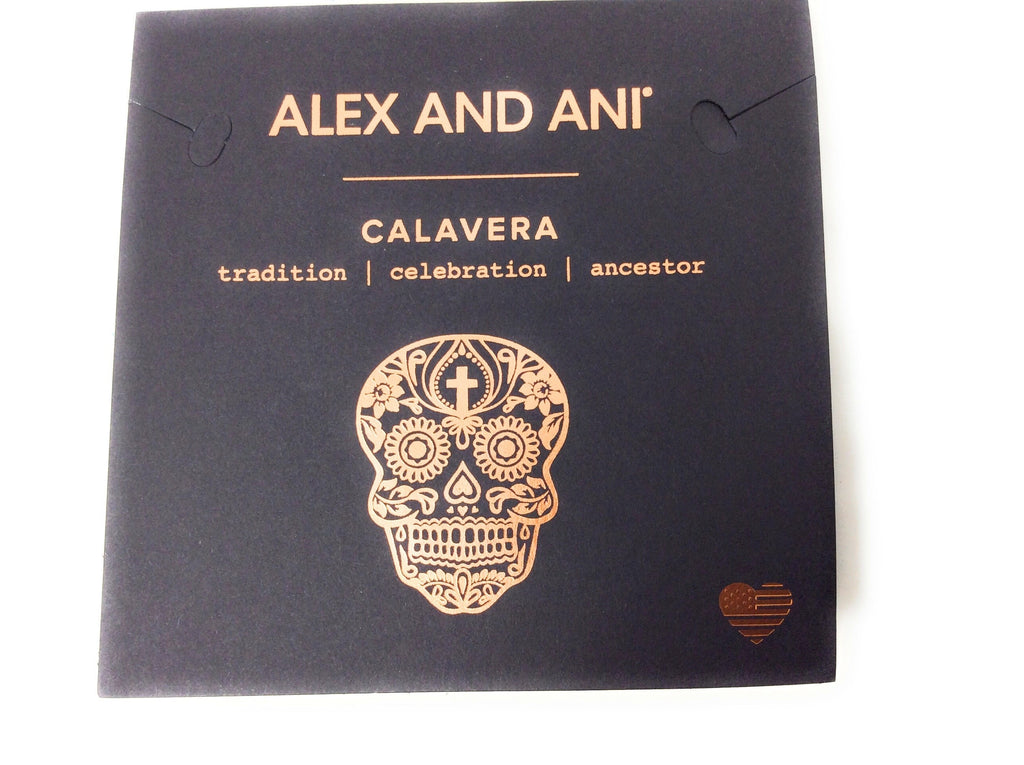 ALEX AND ANI
CALAVERA
tradition | celebration | ancestor